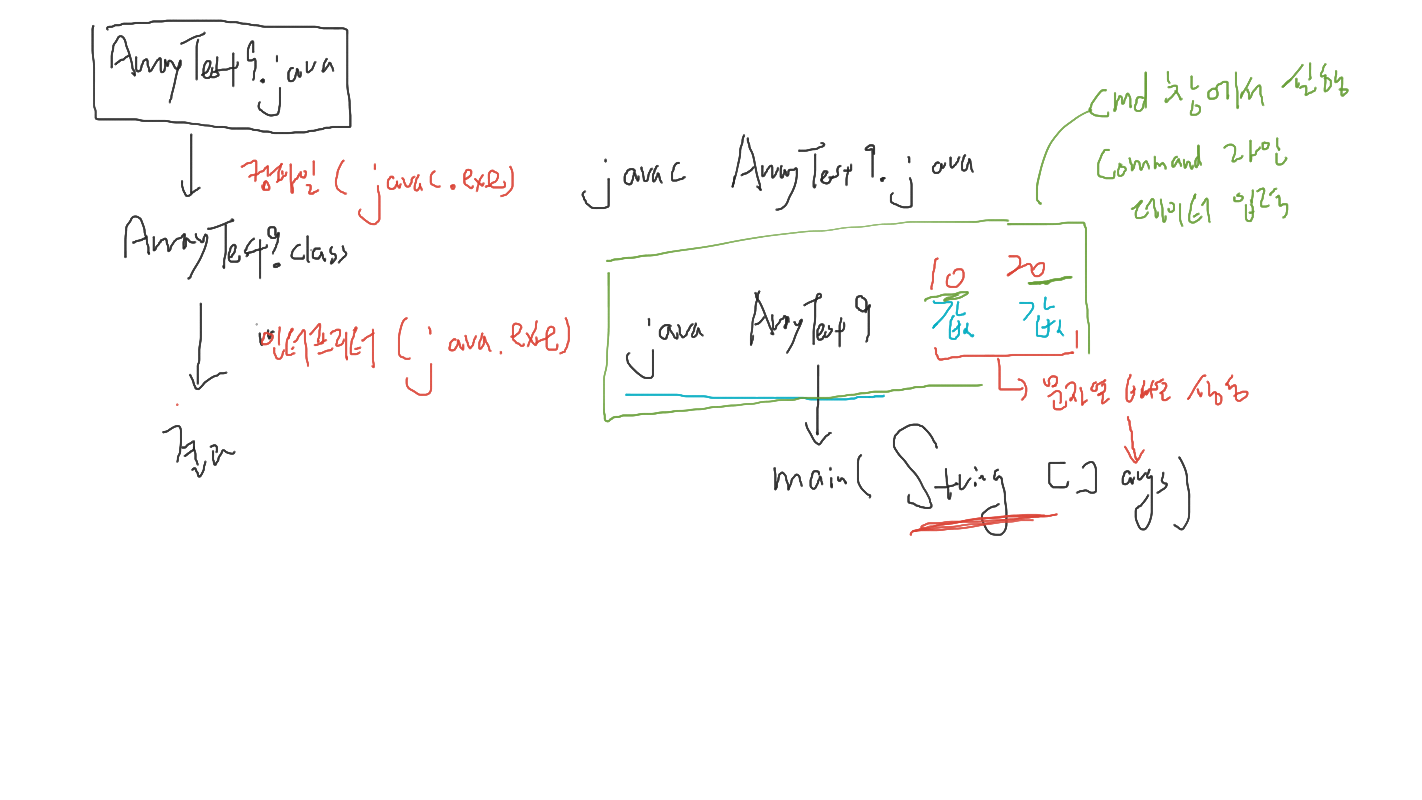 ArrayTest9.java
컴파일 (javac.exe)
ArrayTest9.class
인터프리터 (java.exe)
결과
javac ArrayTest9.java
cmd 창에서 실행
Command 라인
데이터 입력
10 20
java ArrayTest9 값 값
문자열 배열 생성
main(String [] args)